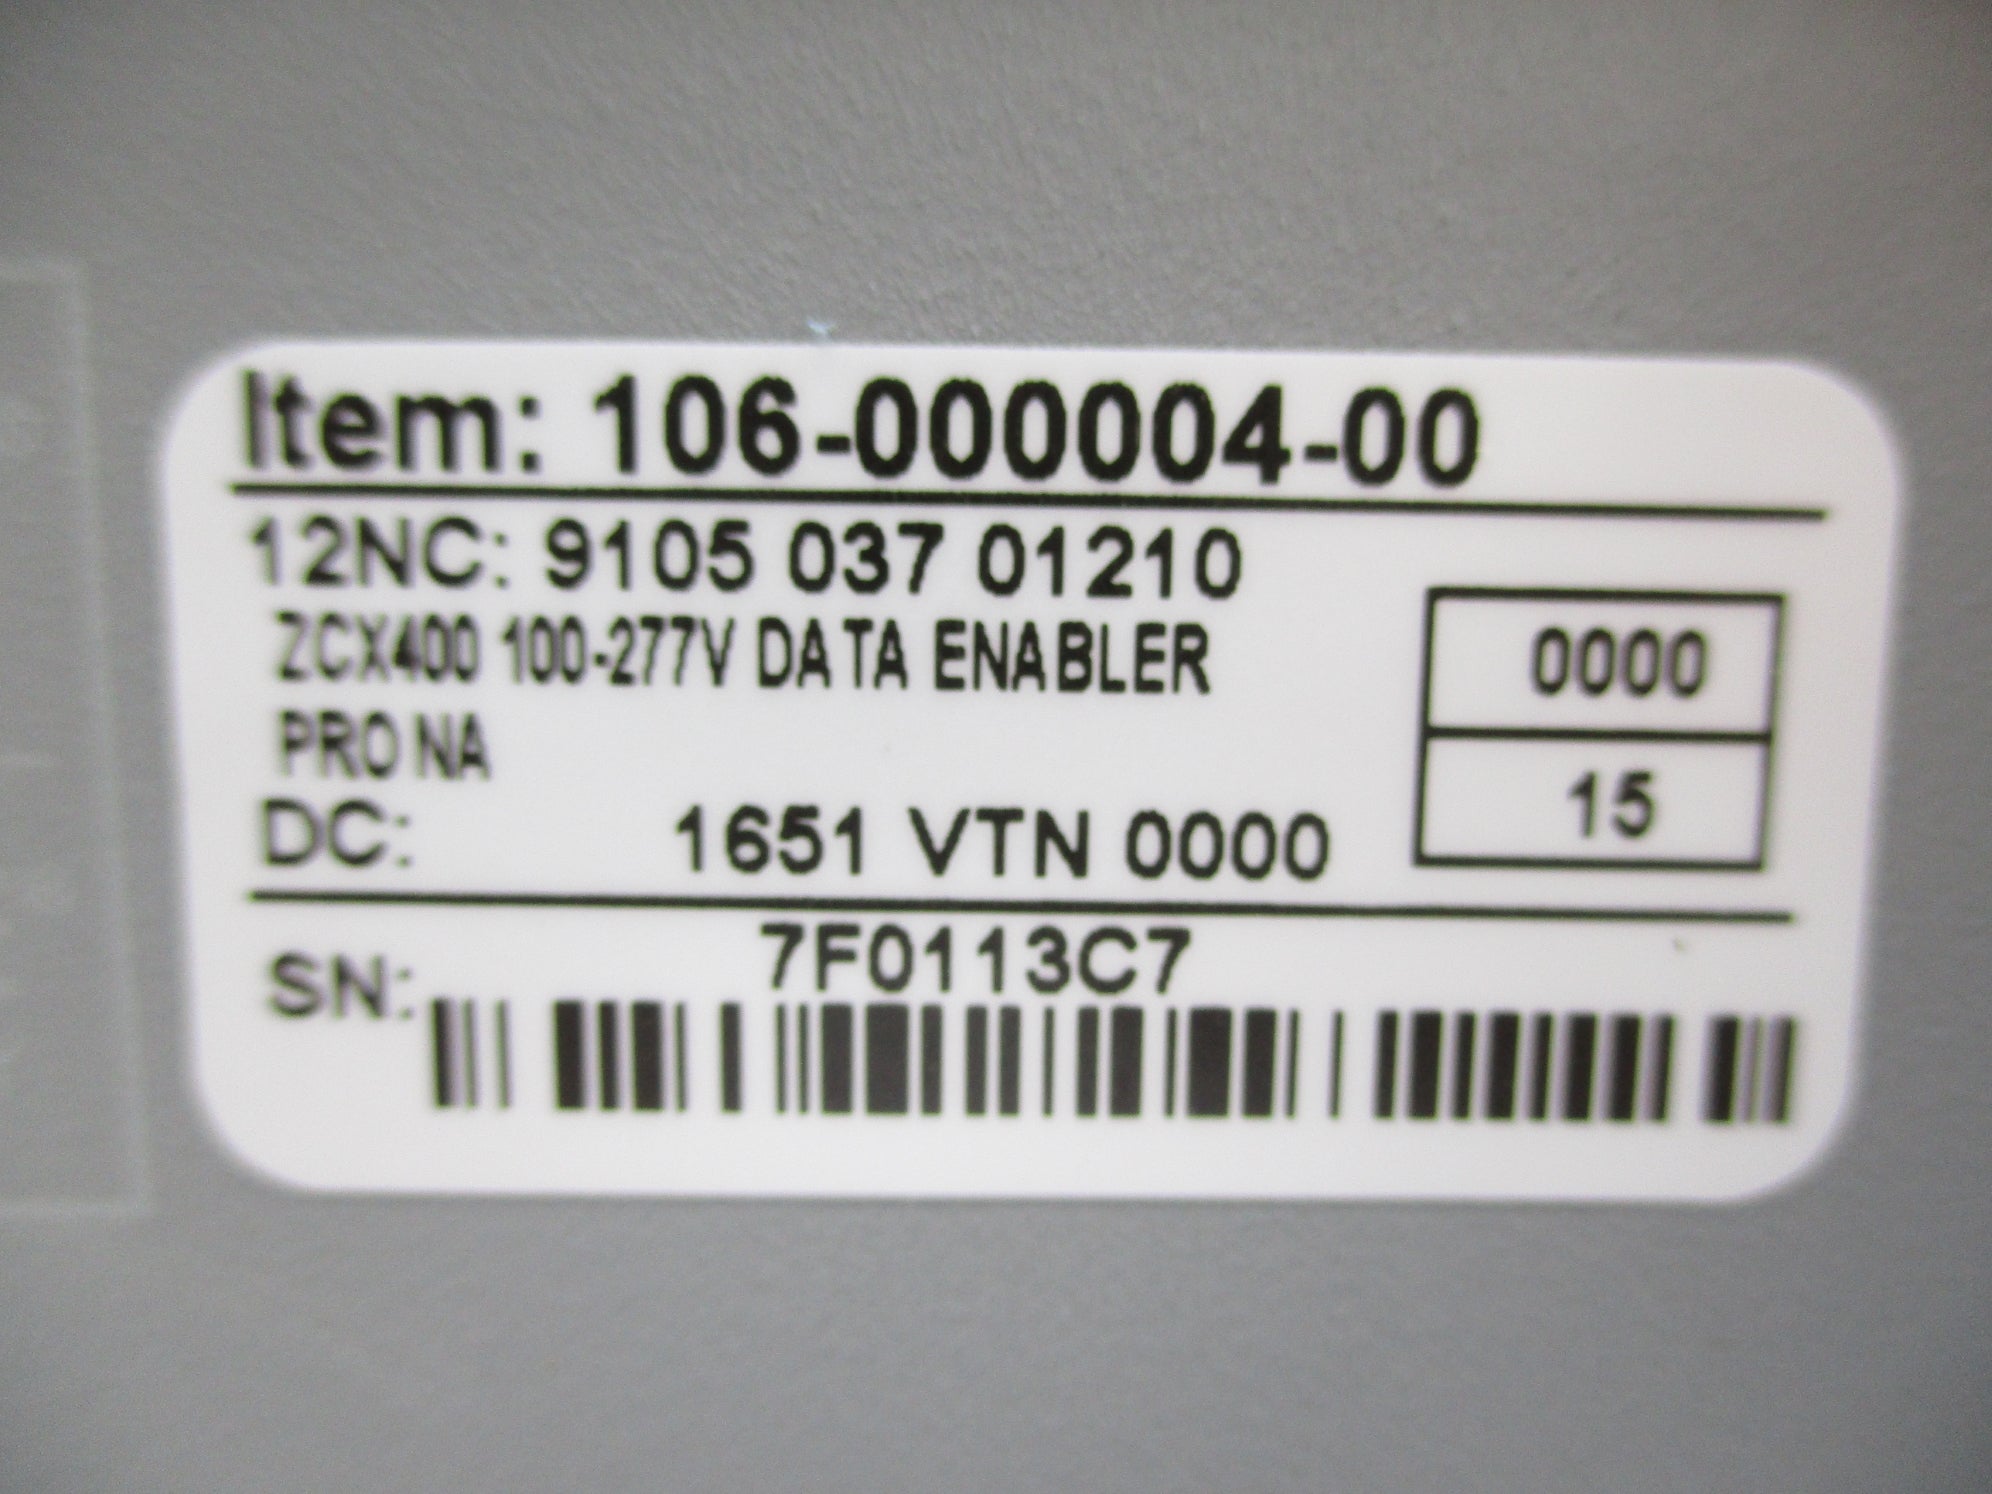 Item: 106-000004-00
12NC: 9105 037 01210
ZCX400 100-277V DATA ENABLER
PRO NA
0000
15
DC: 1651 VTN 0000
SN: 7F0113C7